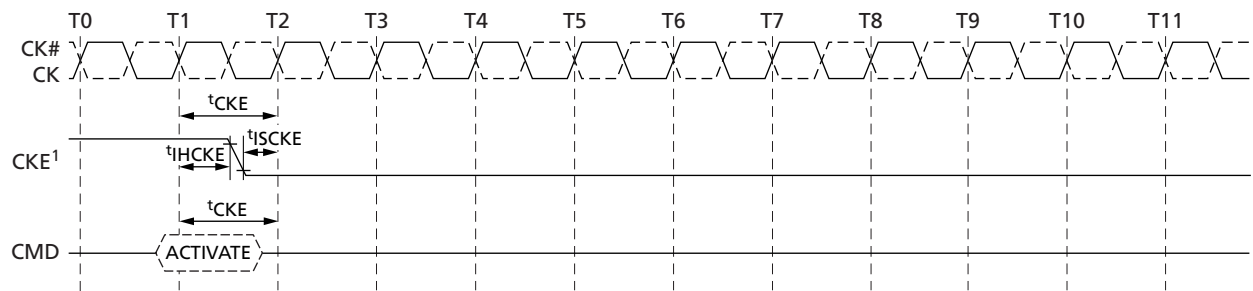 T0 T1 T2 T3 T4 T5 T6 T7 T8 T9 T10 T11
CK#
CK
tCKE
tISCKE
CKE1
tIHCKE
tCKE
CMD
ACTIVATE